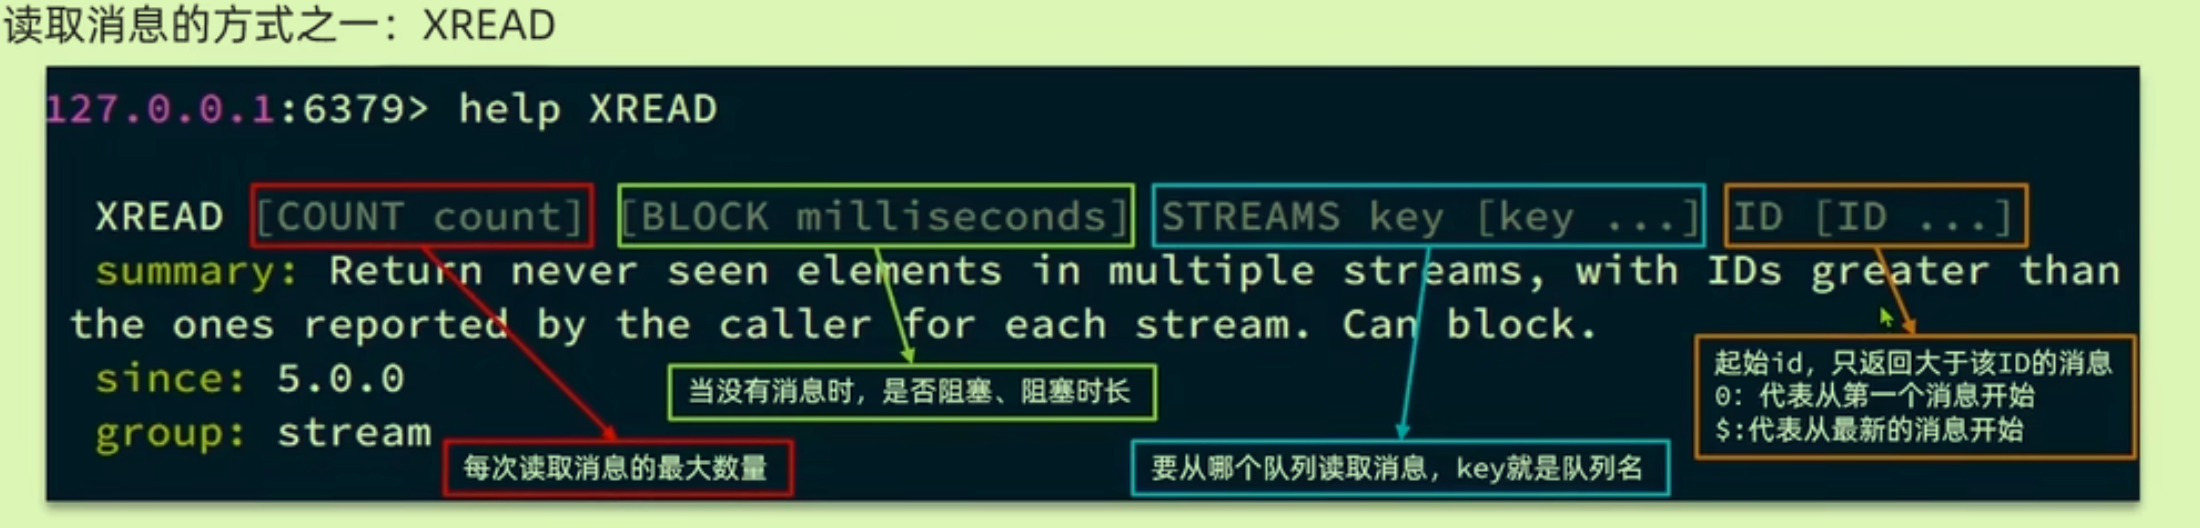 读取消息的方式之一：XREAD
127.0.0.1:6379> help XREAD
XREAD [COUNT count] [BLOCK milliseconds] STREAMS key [key ...] ID [ID ...]
summary: Return never seen elements in multiple streams, with IDs greater than
the ones reported by the caller for each stream. Can block.
since: 5.0.0
group: stream
每次读取消息的最大数量
当没有消息时，是否阻塞、阻塞时长
要从哪个队列读取消息，key就是队列名
起始id，只返回大于该ID的消息
0：代表从第一个消息开始
$:代表从最新的消息开始